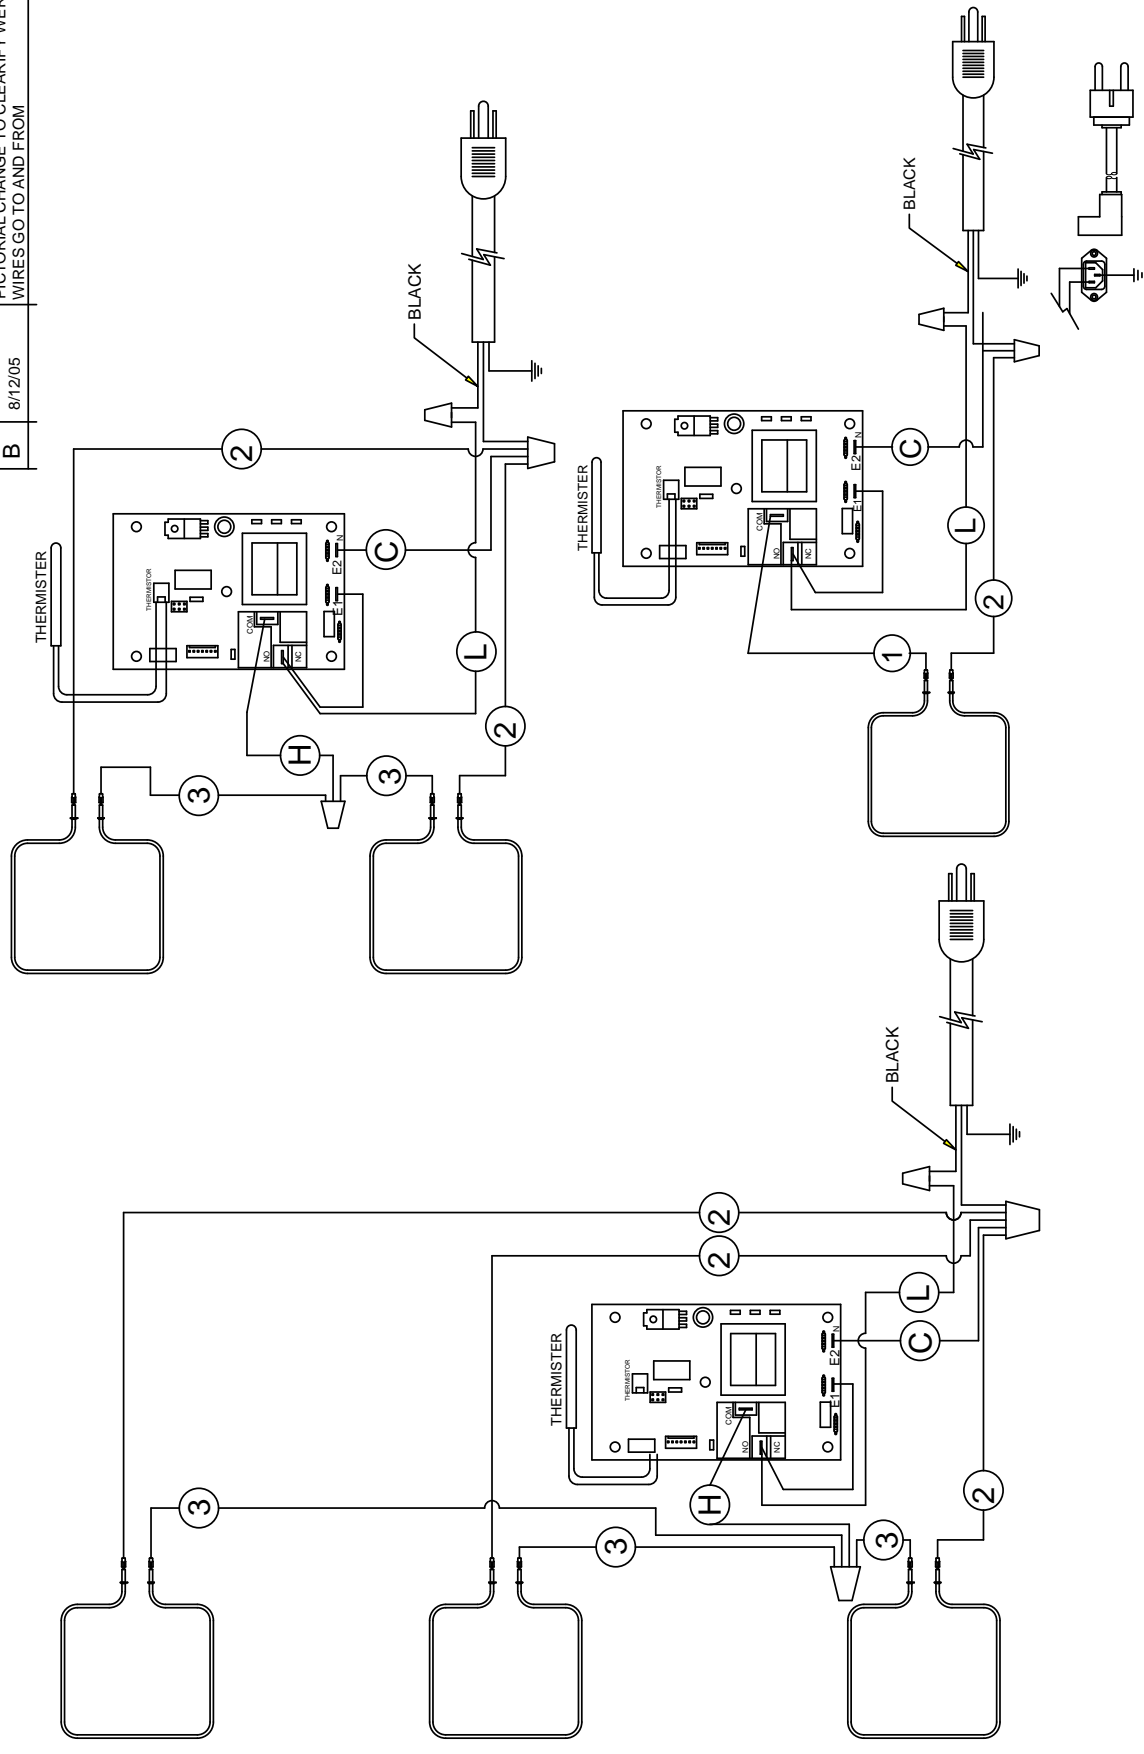 B
8/12/05
PICTORIAL CHANGE TO CLEARIFY WER
WIRES GO TO AND FROM
THERMISTER
THERMISTOR
COM
NO
NC
E1
E2
N
2
C
L
2
H
3
3
BLACK
THERMISTER
THERMISTOR
COM
NO
NC
E1
E2
N
C
L
2
1
BLACK
THERMISTER
THERMISTOR
COM
NO
NC
E1
E2
N
2
2
L
C
2
H
3
3
3
BLACK